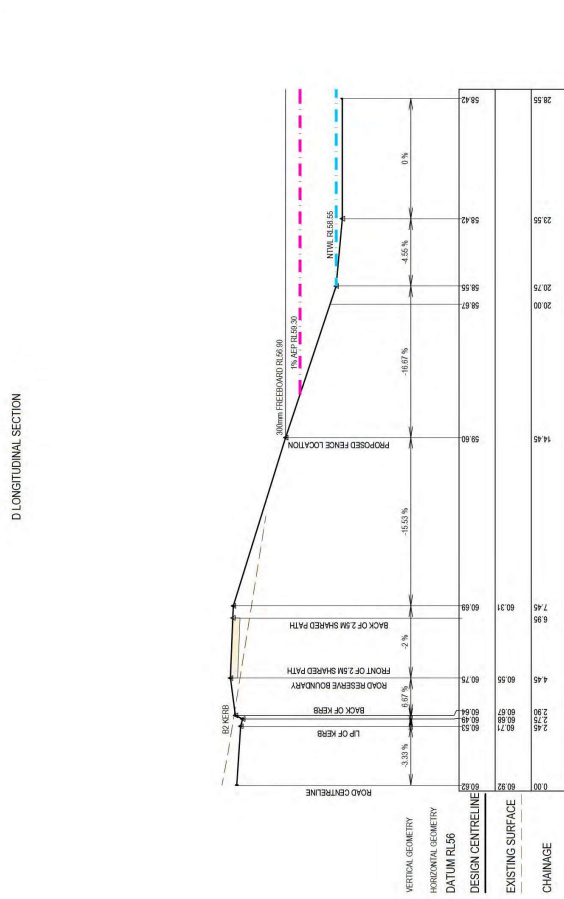 D LONGITUDINAL SECTION
B2 KERB
300mm FREEBOARD RL56.90
1% AEP RL59.30
NTWL RL58.55
ROAD CENTRELINE
LIP OF KERB
BACK OF KERB
ROAD RESERVE BOUNDARY
FRONT OF 2.5M SHARED PATH
BACK OF 2.5M SHARED PATH
PROPOSED FENCE LOCATION
VERTICAL GEOMETRY
-3.33 %
6.67 %
-2 %
-15.53 %
-16.67 %
-4.55 %
0 %
HORIZONTAL GEOMETRY
DATUM RL56
DESIGN CENTRELINE
60.62
60.53
60.49
60.64
60.75
60.69
59.60
58.67
58.55
58.42
58.42
EXISTING SURFACE
60.92
60.71
60.68
60.67
60.55
60.31
CHAINAGE
0.00
2.45
2.75
2.90
4.45
6.95
7.45
14.45
20.00
20.75
23.55
28.55